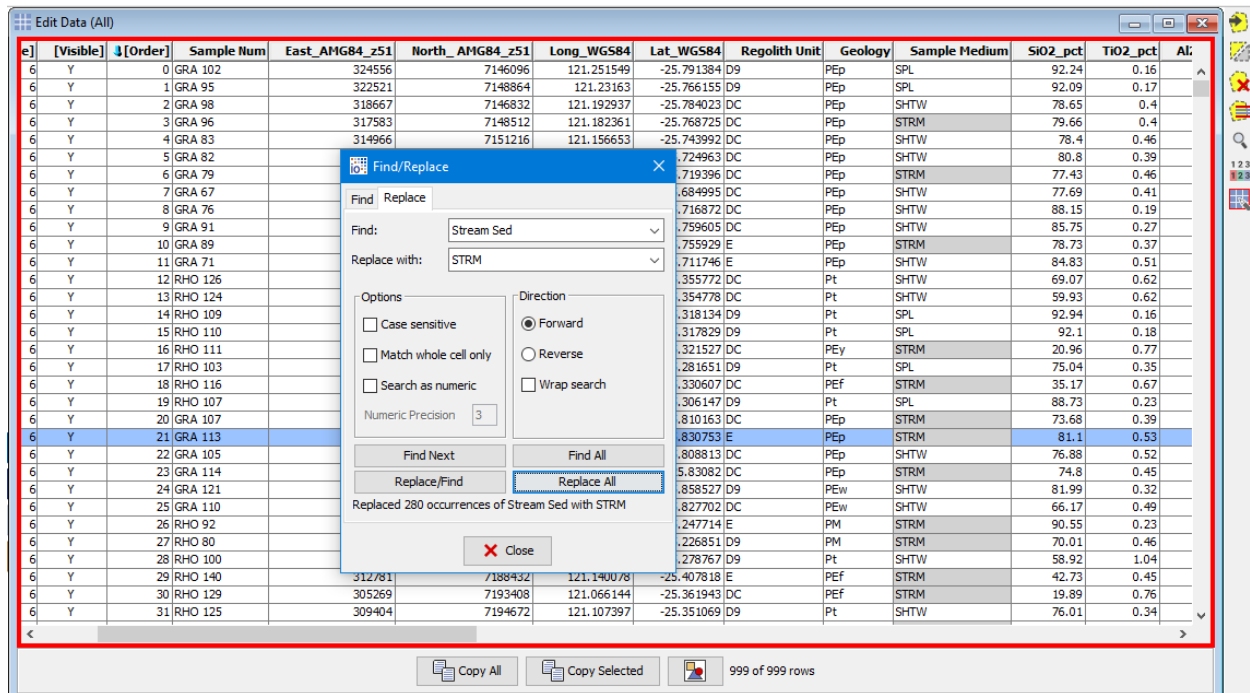 Edit Data (All)
e] [Visible] [Order] Sample Num East_AMG84_z51 North_ AMG84_z51 Long_WGS84 Lat_WGS84 Regolith Unit Geology Sample Medium SiO2_pct TiO2_pct Al2
6 Y 0 GRA 102 324556 7146096 121.251549 -25.791384 D9 PEp SPL 92.24 0.16
6 Y 1 GRA 95 322521 7148864 121.23163 -25.766155 D9 PEp SPL 92.09 0.17
6 Y 2 GRA 98 318667 7146832 121.192937 -25.784023 DC PEp SHTW 78.65 0.4
6 Y 3 GRA 96 317583 7148512 121.182361 -25.768725 DC PEp STRM 79.66 0.4
6 Y 4 GRA 83 314966 7151216 121.156653 -25.743992 DC PEp SHTW 78.4 0.46
6 Y 5 GRA 82 .724963 DC PEp SHTW 80.8 0.39
6 Y 6 GRA 79 .719396 DC PEp STRM 77.43 0.46
6 Y 7 GRA 67 .684995 DC PEp SHTW 77.69 0.41
6 Y 8 GRA 76 .716872 DC PEp SHTW 88.15 0.19
6 Y 9 GRA 91 .759605 DC PEp SHTW 85.75 0.27
6 Y 10 GRA 89 .755929 E PEp STRM 78.73 0.37
6 Y 11 GRA 71 .711746 E PEp SHTW 84.83 0.51
6 Y 12 RHO 126 .355772 DC Pt SHTW 69.07 0.62
6 Y 13 RHO 124 .354778 DC Pt SHTW 59.93 0.62
6 Y 14 RHO 109 .318134 D9 Pt SPL 92.94 0.16
6 Y 15 RHO 110 .317829 D9 Pt SPL 92.1 0.18
6 Y 16 RHO 111 .321527 DC PEy STRM 20.96 0.77
6 Y 17 RHO 103 .281651 D9 Pt SPL 75.04 0.35
6 Y 18 RHO 116 .330607 DC PEf STRM 35.17 0.67
6 Y 19 RHO 107 .306147 D9 Pt SPL 88.73 0.23
6 Y 20 GRA 107 .810163 DC PEp STRM 73.68 0.39
6 Y 21 GRA 113 .830753 E PEp STRM 81.1 0.53
6 Y 22 GRA 105 .808813 DC PEp SHTW 76.88 0.52
6 Y 23 GRA 114 5.83082 DC PEp STRM 74.8 0.45
6 Y 24 GRA 121 .858527 D9 PEw SHTW 81.99 0.32
6 Y 25 GRA 110 .827702 DC PEw SHTW 66.17 0.49
6 Y 26 RHO 92 .247714 E PM STRM 90.55 0.23
6 Y 27 RHO 80 .226851 D9 PM STRM 70.01 0.46
6 Y 28 RHO 100 .278767 D9 Pt SHTW 58.92 1.04
6 Y 29 RHO 140 312781 7188432 121.140078 -25.407818 E PEf STRM 42.73 0.45
6 Y 30 RHO 129 305269 7193408 121.066144 -25.361943 DC PEf STRM 19.89 0.76
6 Y 31 RHO 125 309404 7194672 121.107397 -25.351069 D9 Pt SHTW 76.01 0.34
Find/Replace
Find Replace
Find: Stream Sed
Replace with: STRM
Options Direction
Case sensitive Forward
Match whole cell only Reverse
Search as numeric Wrap search
Numeric Precision 3
Find Next Find All
Replace/Find Replace All
Replaced 280 occurrences of Stream Sed with STRM
Close
Copy All Copy Selected 999 of 999 rows
1 2 3
1 2 3